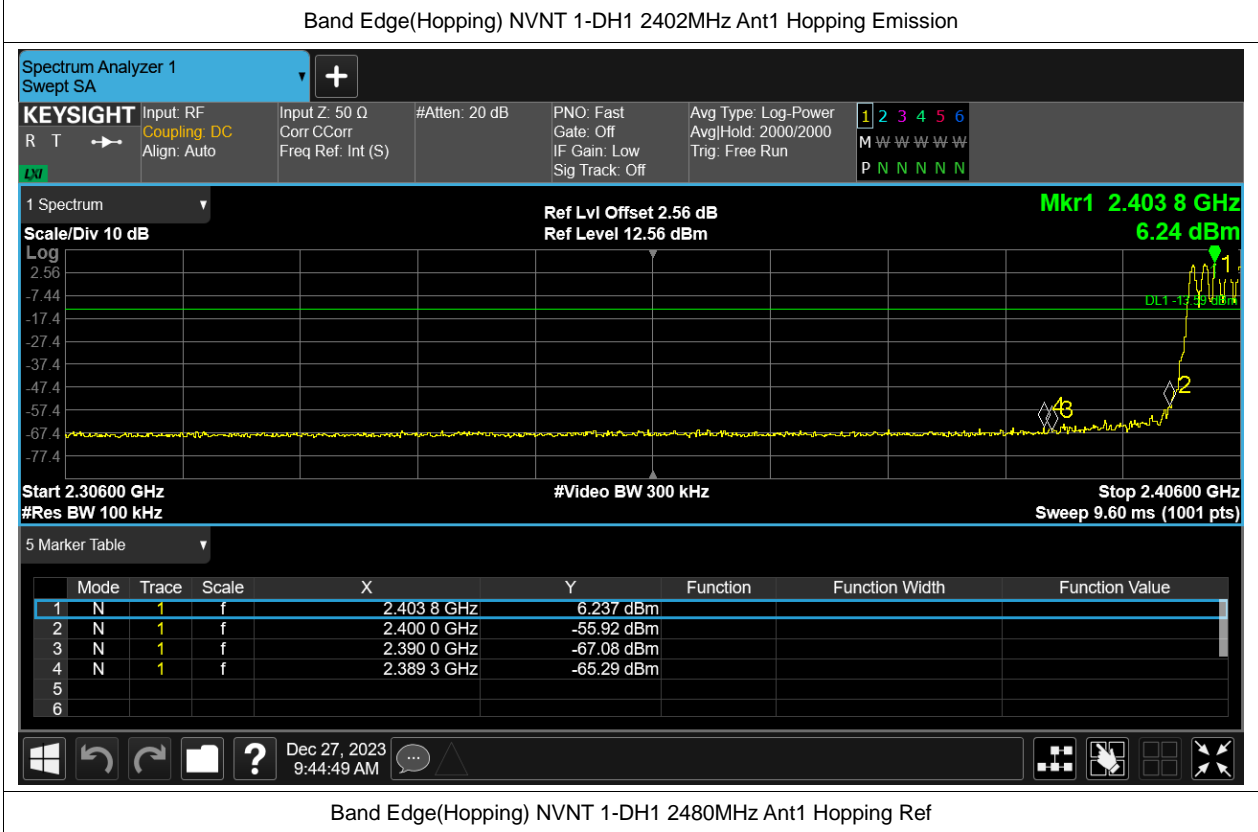 Band Edge(Hopping) NVNT 1-DH1 2402MHz Ant1 Hopping Emission
Spectrum Analyzer 1
Swept SA
KEYSIGHT
R T
LXI
Input: RF
Coupling: DC
Align: Auto
Input Z: 50 Ω
Corr CCorr
Freq Ref: Int (S)
#Atten: 20 dB
PNO: Fast
Gate: Off
IF Gain: Low
Sig Track: Off
Avg Type: Log-Power
Avg|Hold: 2000/2000
Trig: Free Run
1 2 3 4 5 6
M W W W W W
P N N N N N
1 Spectrum
Scale/Div 10 dB
Ref Lvl Offset 2.56 dB
Ref Level 12.56 dBm
Mkr1 2.403 8 GHz
6.24 dBm
Log
2.56
-7.44
-17.4
-27.4
-37.4
-47.4
-57.4
-67.4
-77.4
1
DL1 -13.59 dBm
2
4
3
Start 2.30600 GHz
#Video BW 300 kHz
Stop 2.40600 GHz
#Res BW 100 kHz
Sweep 9.60 ms (1001 pts)
5 Marker Table
Mode Trace Scale X Y Function Function Width Function Value
1 N 1 f 2.403 8 GHz 6.237 dBm
2 N 1 f 2.400 0 GHz -55.92 dBm
3 N 1 f 2.390 0 GHz -67.08 dBm
4 N 1 f 2.389 3 GHz -65.29 dBm
5
6
?
Dec 27, 2023
9:44:49 AM
Band Edge(Hopping) NVNT 1-DH1 2480MHz Ant1 Hopping Ref